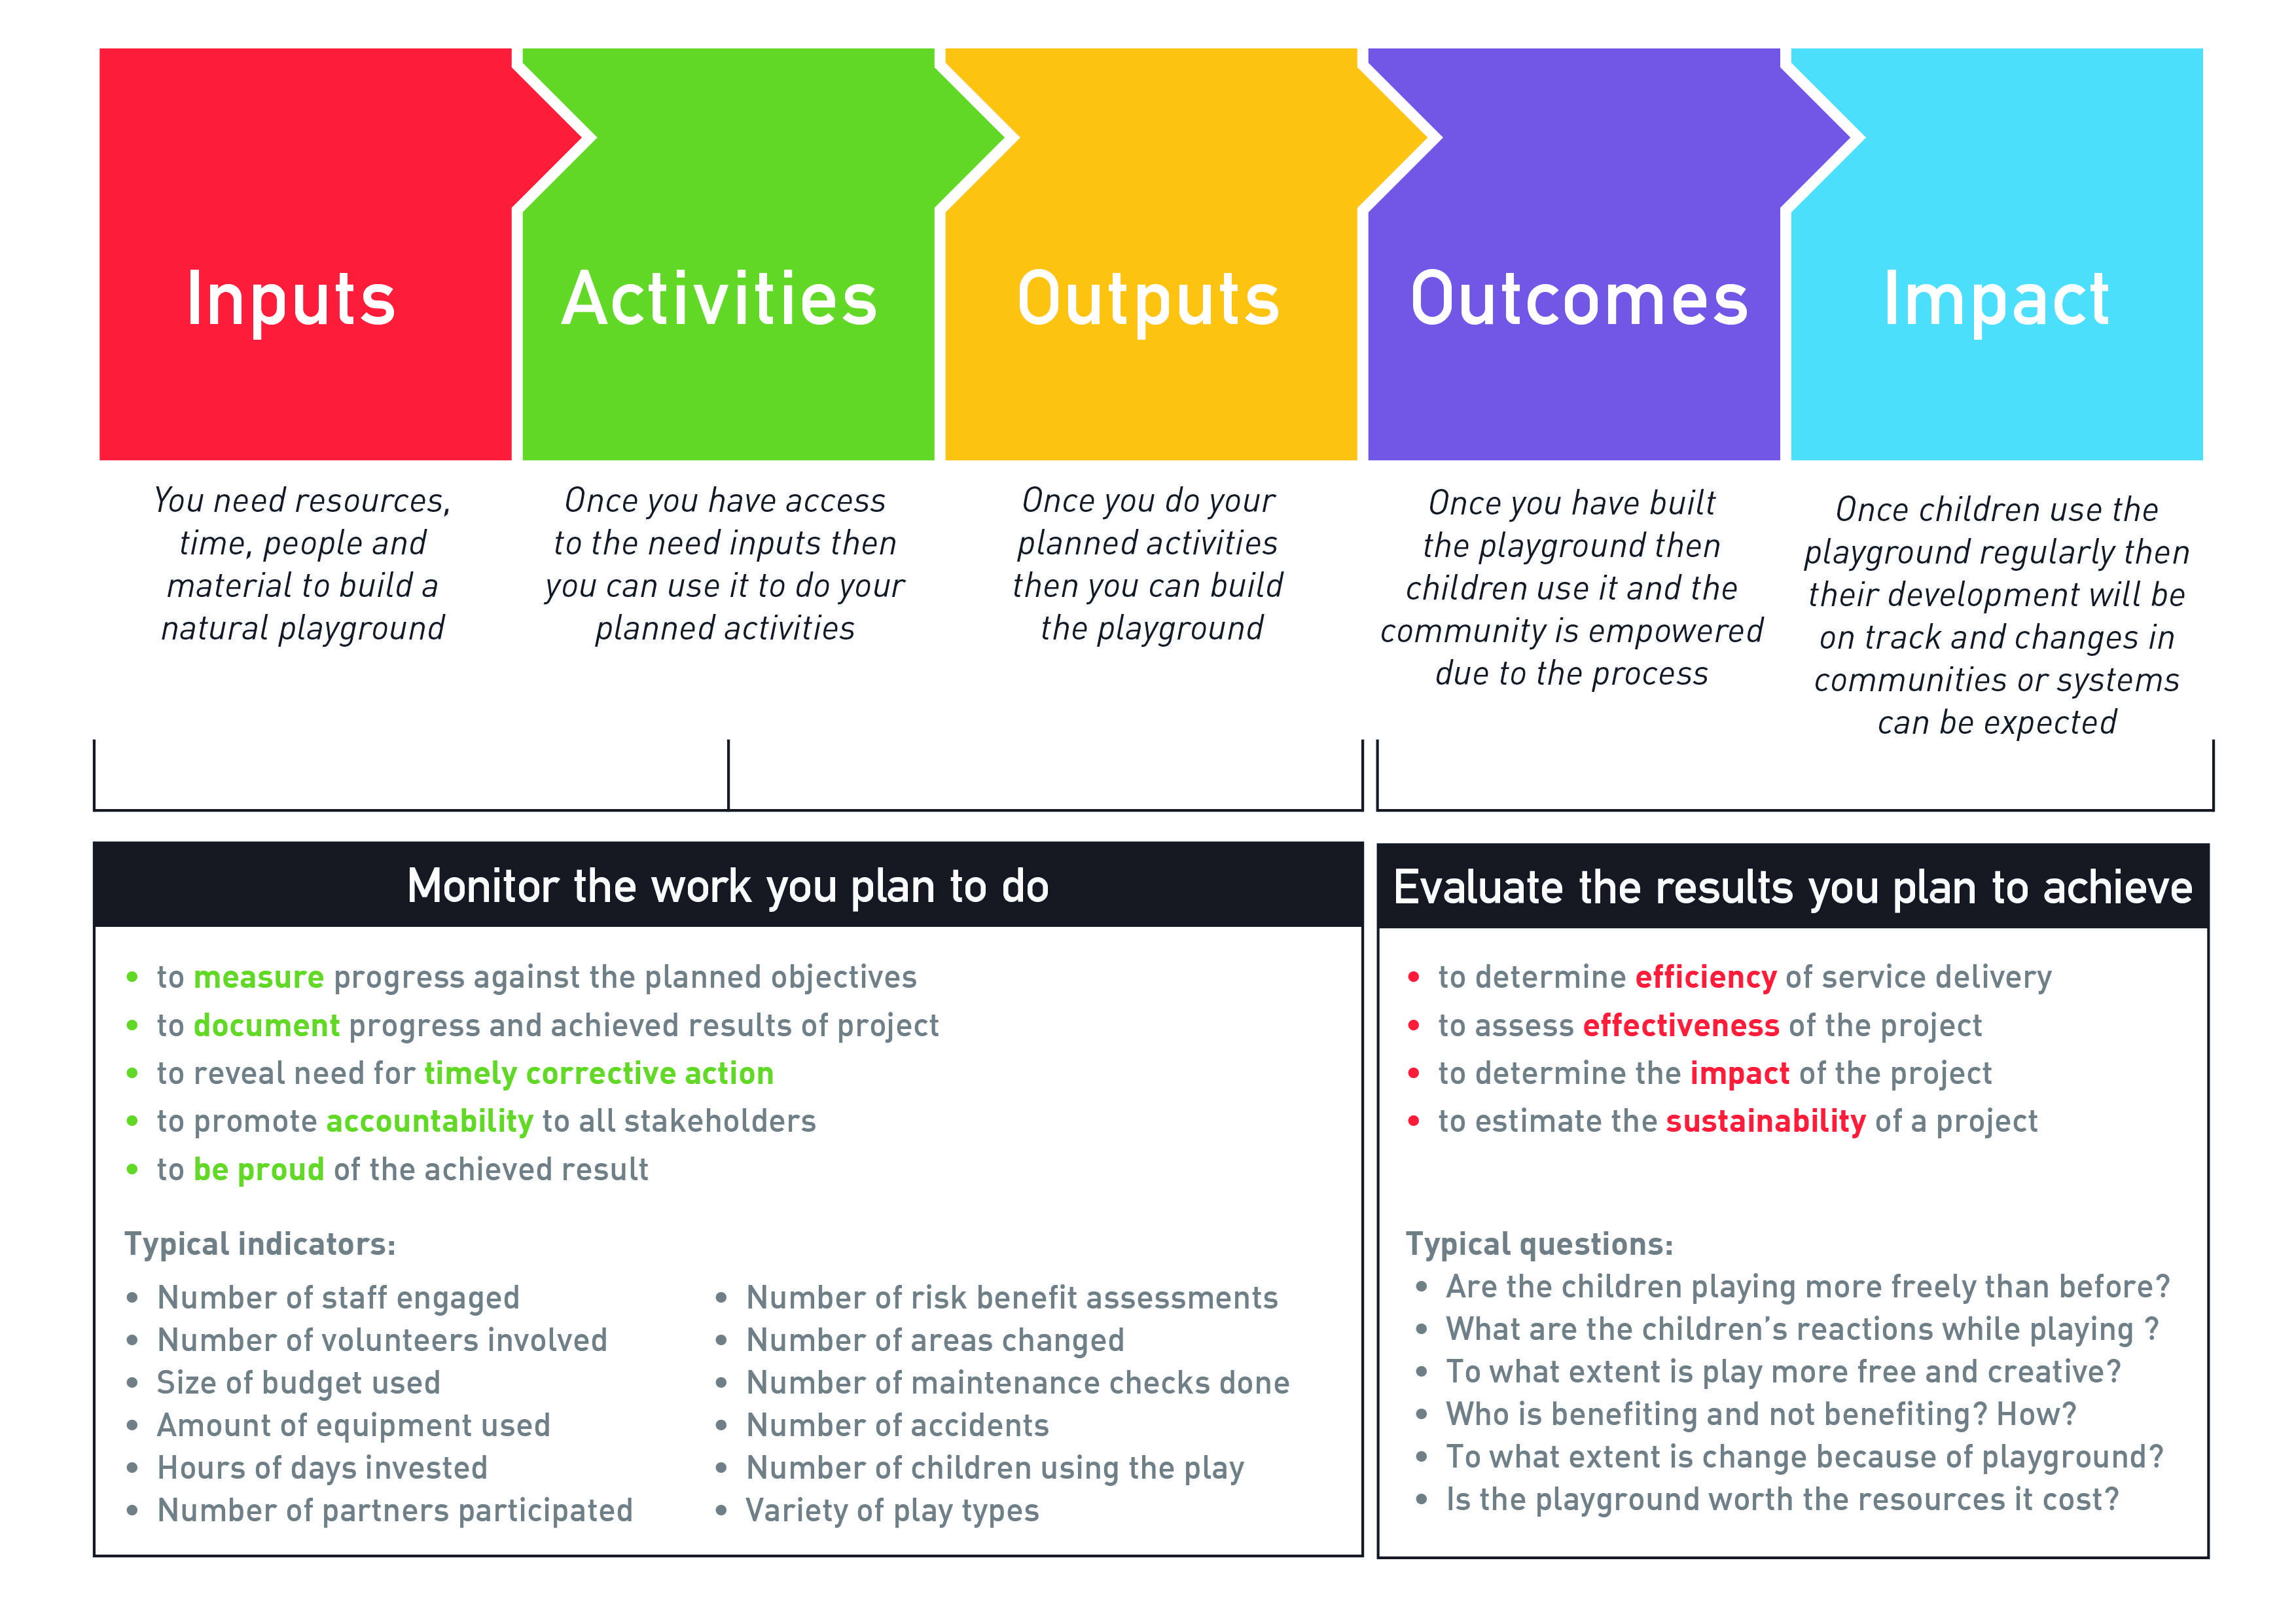 Inputs
Activities
Outputs
Outcomes
Impact
You need resources,
time, people and
material to build a
natural playground
Once you have access
to the need inputs then
you can use it to do your
planned activities
Once you do your
planned activities
then you can build
the playground
Once you have built
the playground then
children use it and the
community is empowered
due to the process
Once children use the
playground regularly then
their development will be
on track and changes in
communities or systems
can be expected
Monitor the work you plan to do
• to measure progress against the planned objectives
• to document progress and achieved results of project
• to reveal need for timely corrective action
• to promote accountability to all stakeholders
• to be proud of the achieved result
Typical indicators:
• Number of staff engaged
• Number of volunteers involved
• Size of budget used
• Amount of equipment used
• Hours of days invested
• Number of partners participated
• Number of risk benefit assessments
• Number of areas changed
• Number of maintenance checks done
• Number of accidents
• Number of children using the play
• Variety of play types
Evaluate the results you plan to achieve
• to determine efficiency of service delivery
• to assess effectiveness of the project
• to determine the impact of the project
• to estimate the sustainability of a project
Typical questions:
• Are the children playing more freely than before?
• What are the children’s reactions while playing ?
• To what extent is play more free and creative?
• Who is benefiting and not benefiting? How?
• To what extent is change because of playground?
• Is the playground worth the resources it cost?